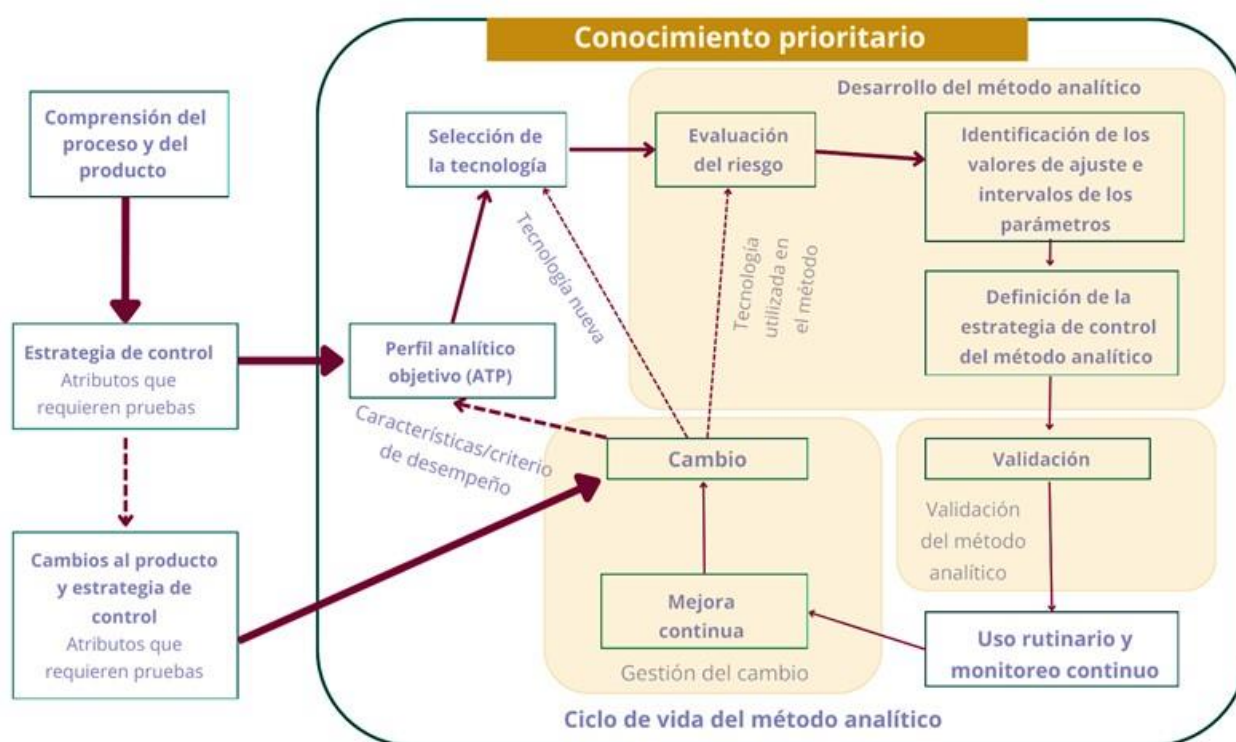 Conocimiento prioritario
Comprensión del
proceso y del
producto
Estrategia de control
Atributos que
requieren pruebas
Cambios al producto
y estrategia de
control
Atributos que
requieren pruebas
Perfil analítico
objetivo (ATP)
Selección de
la tecnología
Desarrollo del método analítico
Evaluación
del riesgo
Identificación de los
valores de ajuste e
intervalos de los
parámetros
Definición de la
estrategia de control
del método analítico
Tecnología nueva
Tecnología
utilizada en
el método
Características/criterio
de desempeño
Cambio
Mejora
continua
Gestión del cambio
Validación
Validación
del método
analítico
Uso rutinario y
monitoreo continuo
Ciclo de vida del método analítico